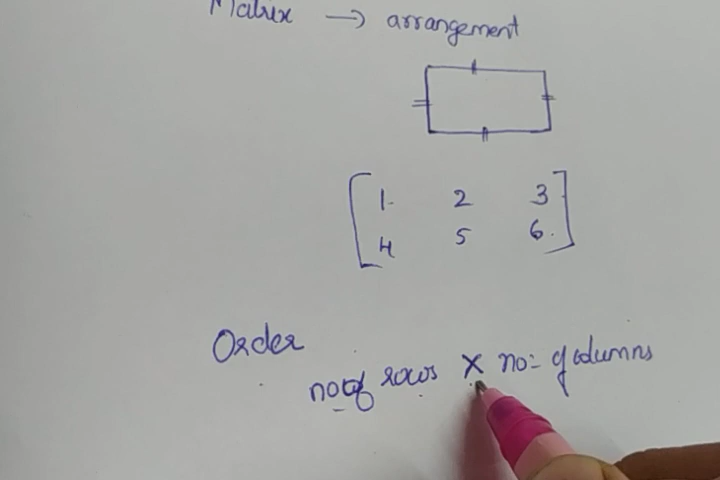 Matrix → arrangement
1 2 3
4 5 6
Order
no of rows × no: of columns